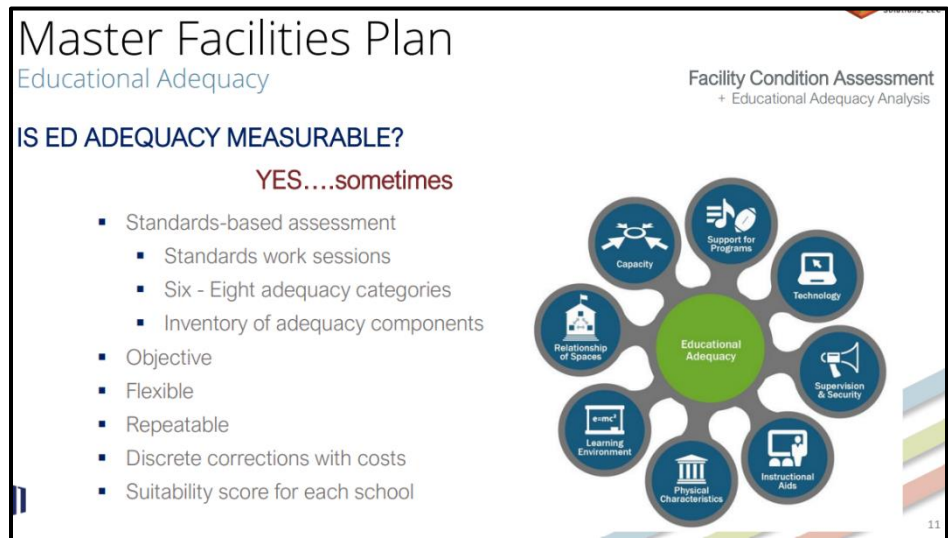 Solutions, LLC
Master Facilities Plan
Educational Adequacy
Facility Condition Assessment
+ Educational Adequacy Analysis
IS ED ADEQUACY MEASURABLE?
YES....sometimes
▪ Standards-based assessment
▪ Standards work sessions
▪ Six - Eight adequacy categories
▪ Inventory of adequacy components
▪ Objective
▪ Flexible
▪ Repeatable
▪ Discrete corrections with costs
▪ Suitability score for each school
Support for
Programs
Capacity
Technology
Relationship
of Spaces
Educational
Adequacy
Supervision
& Security
e=mc²
Learning
Environment
Instructional
Aids
Physical
Characteristics
11